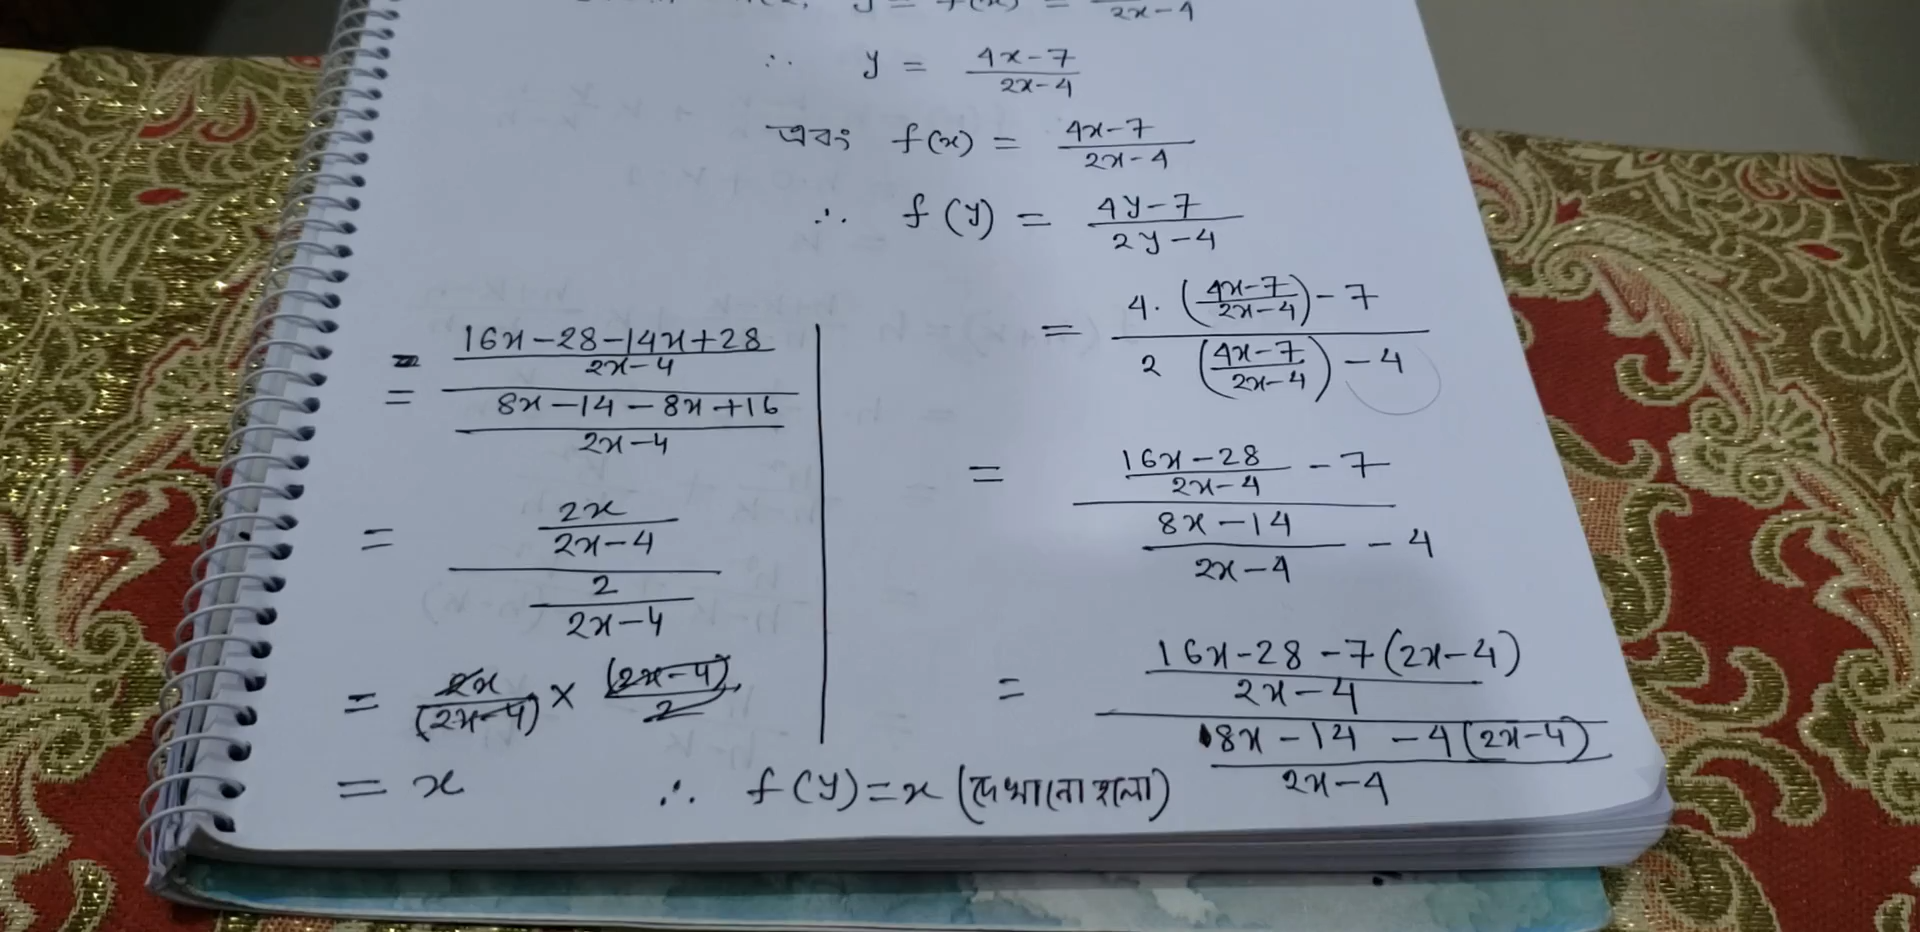 y = f(x) = 2x-4
∴ y = (4x-7)/(2x-4)
এবং f(x) = (4x-7)/(2x-4)
∴ f(y) = (4y-7)/(2y-4)
= (4·((4x-7)/(2x-4))-7)/(2((4x-7)/(2x-4))-4)
= ((16x-28)/(2x-4)-7)/((8x-14)/(2x-4)-4)
= ((16x-28-7(2x-4))/(2x-4))/((8x-14-4(2x-4))/(2x-4))
= ((16x-28-14x+28)/(2x-4))/((8x-14-8x+16)/(2x-4))
= (2x/(2x-4))/(2/(2x-4))
= 2x/(2x-4) × (2x-4)/2
= x
∴ f(y)=x (দেখানো হলো)